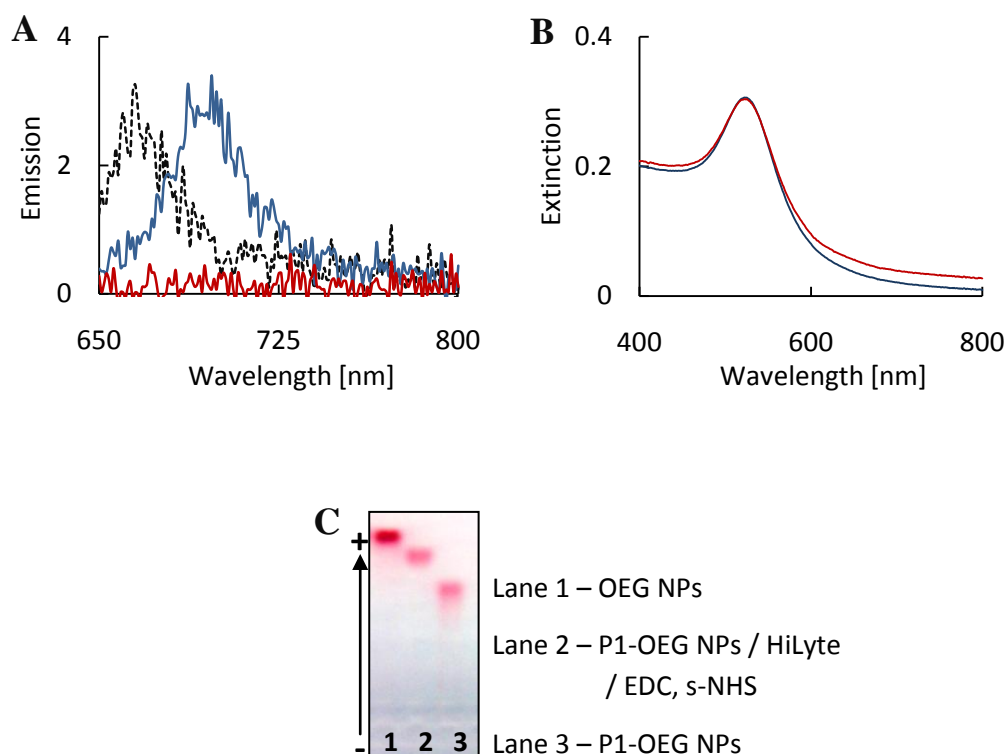 A
4
2
0
Emission
650 725 800
Wavelength [nm]
B
0.4
0.2
0
Extinction
400 600 800
Wavelength [nm]
C
+
-
1 2 3
Lane 1 – OEG NPs
Lane 2 – P1-OEG NPs / HiLyte
/ EDC, s-NHS
Lane 3 – P1-OEG NPs